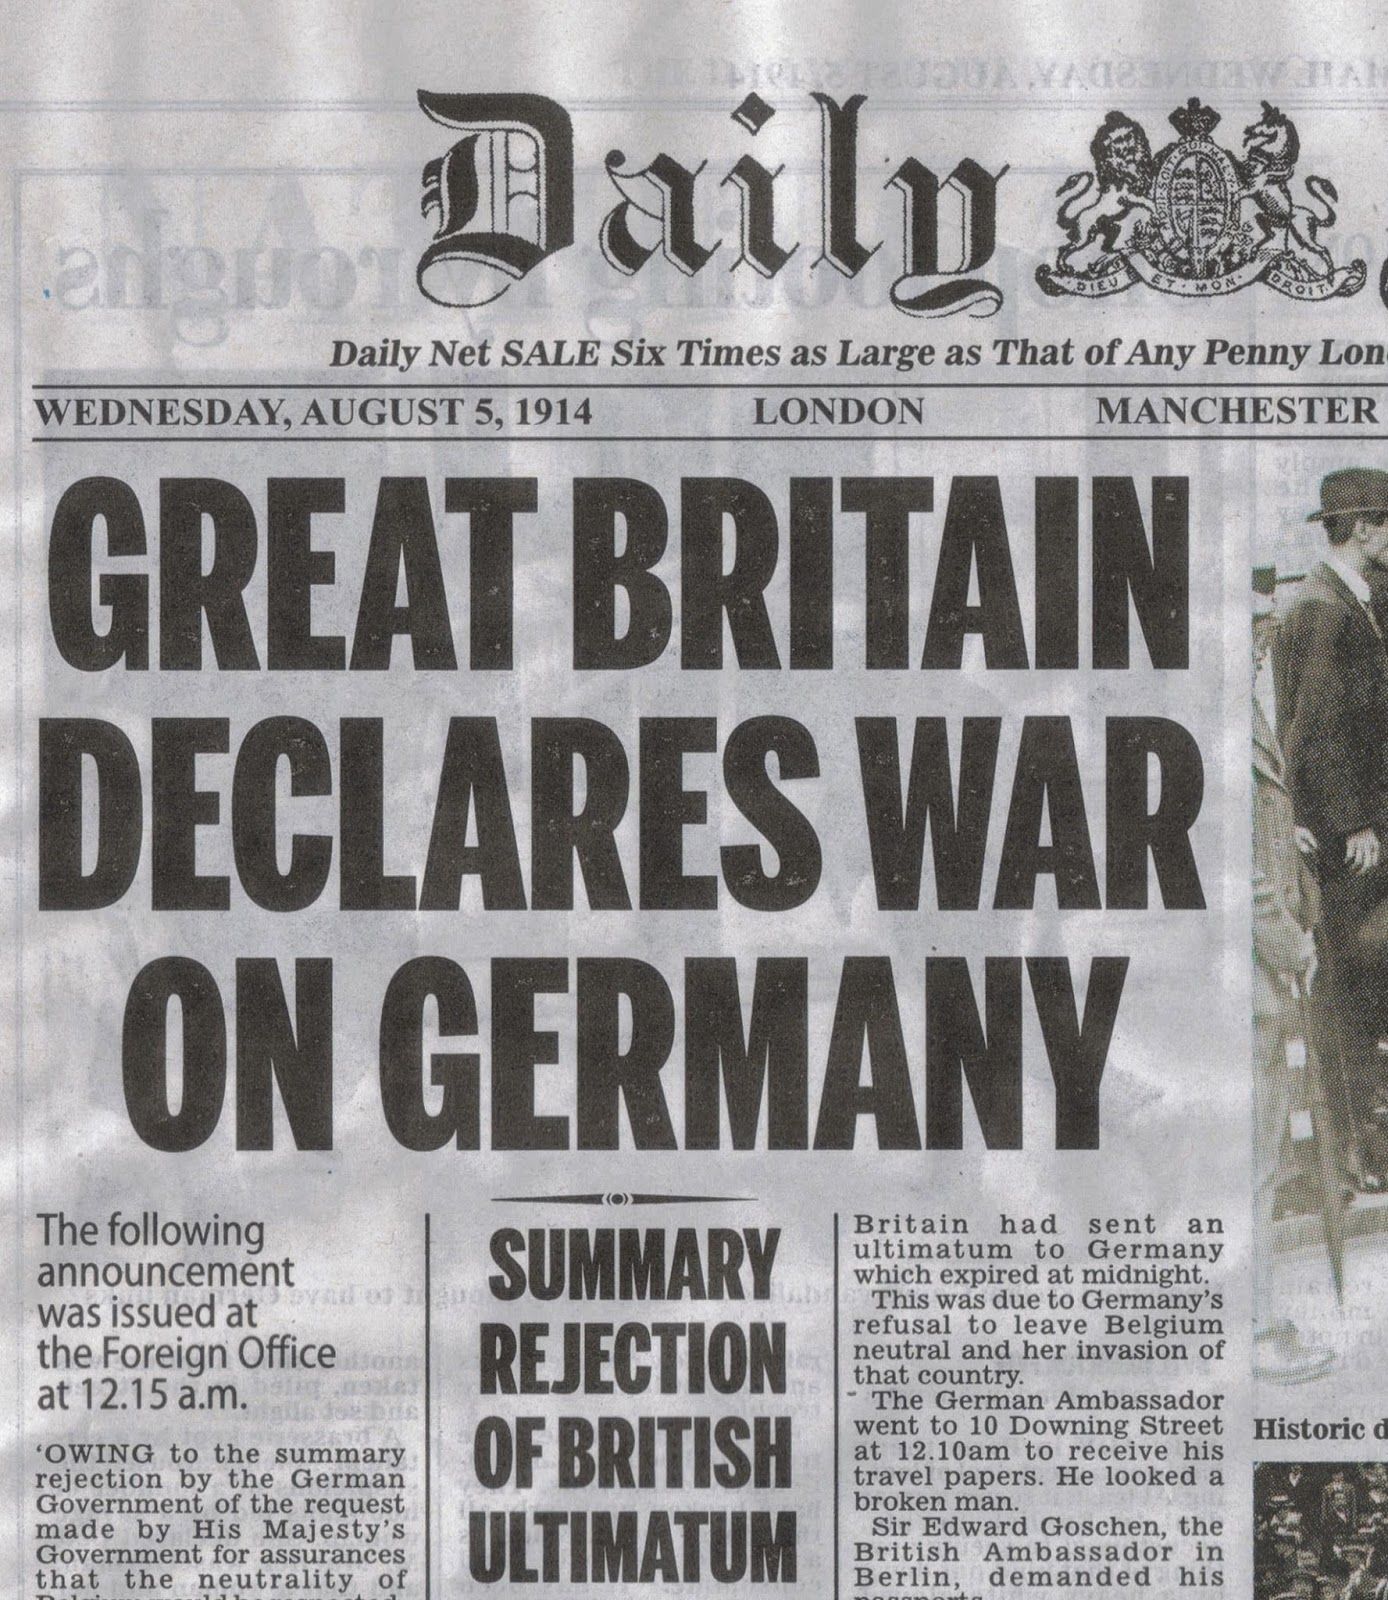 Daily
DIEU ET MON DROIT
Daily Net SALE Six Times as Large as That of Any Penny
WEDNESDAY, AUGUST 5, 1914 LONDON MANCHESTER
GREAT BRITAIN
DECLARES WAR
ON GERMANY
The following
announcement
was issued at
the Foreign Office
at 12.15 a.m.
‘OWING to the summary
rejection by the German
Government of the request
made by His Majesty’s
Government for assurances
that the neutrality of
SUMMARY
REJECTION
OF BRITISH
ULTIMATUM
Britain had sent an
ultimatum to Germany
which expired at midnight.
This was due to Germany’s
refusal to leave Belgium
neutral and her invasion of
that country.
The German Ambassador
went to 10 Downing Street
at 12.10am to receive his
travel papers. He looked a
broken man.
Sir Edward Goschen, the
British Ambassador in
Berlin, demanded his
Historic